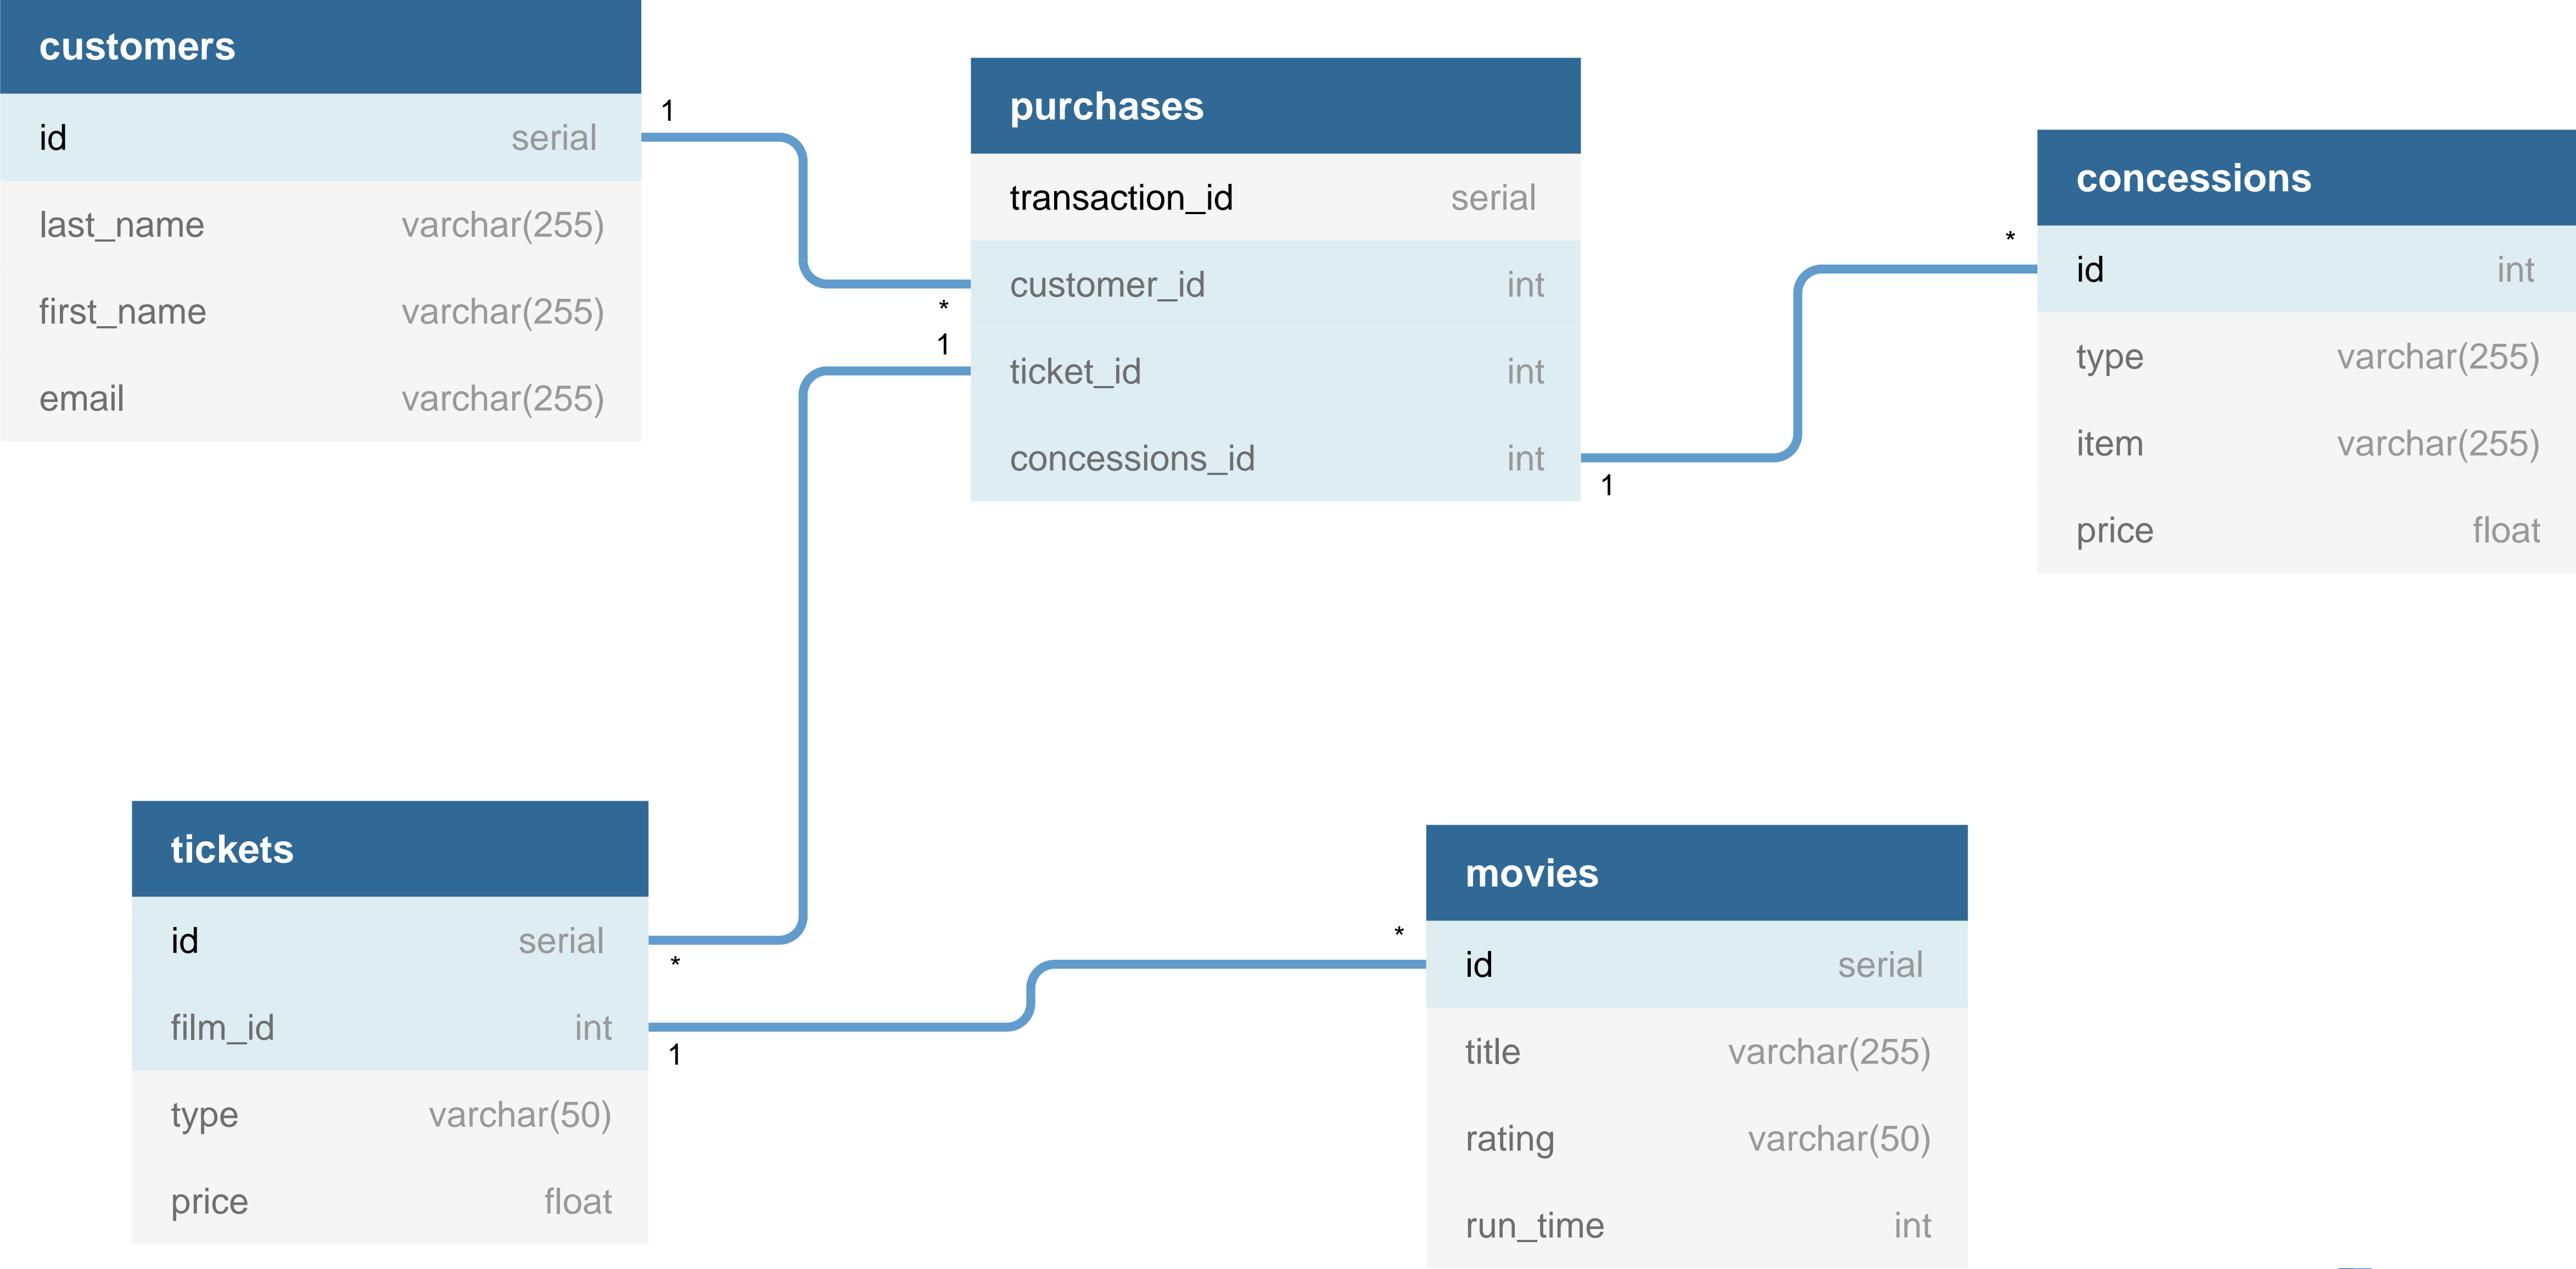 customers
id serial
last_name varchar(255)
first_name varchar(255)
email varchar(255)
1
*
1
purchases
transaction_id serial
customer_id int
ticket_id int
concessions_id int
1
*
concessions
id int
type varchar(255)
item varchar(255)
price float
tickets
id serial
film_id int
type varchar(50)
price float
*
1
*
movies
id serial
title varchar(255)
rating varchar(50)
run_time int